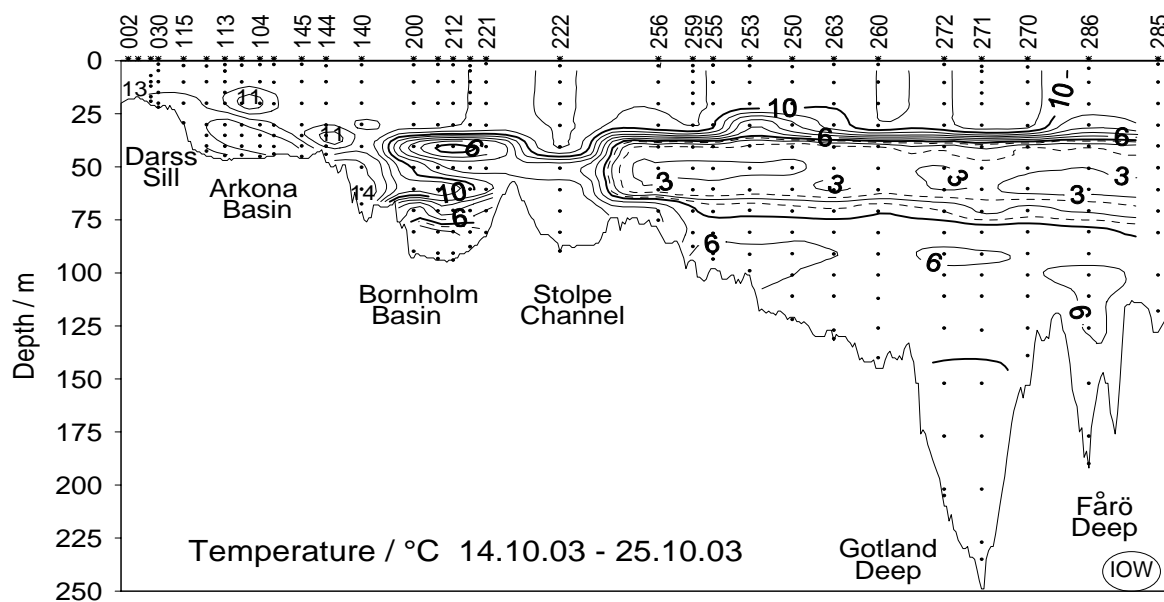 002 030 115 113 104 145 144 140 200 212 221 222 256 259 255 253 250 263 260 272 271 270 286 285
0
25
50
75
100
125
150
175
200
225
250
Depth / m
13
11
11
14
6
10
6
10
6
10
6
3
3
3
3
6
6
6
Darss
Sill
Arkona
Basin
Bornholm
Basin
Stolpe
Channel
Gotland
Deep
Fårö
Deep
Temperature / °C 14.10.03 - 25.10.03
IOW